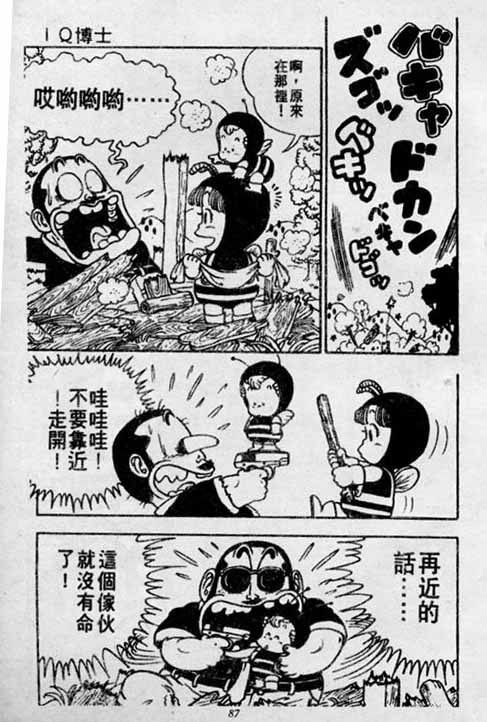 IQ博士
バキャ
ドカン
ズゴッ
ベキッ
ベキャ
ドゴッ
啊，原來
在那裡！
哎喲喲喲……
哇哇哇！
不要靠近
！走開！
再近的
話……
這個傢伙
就沒有命
了！
87